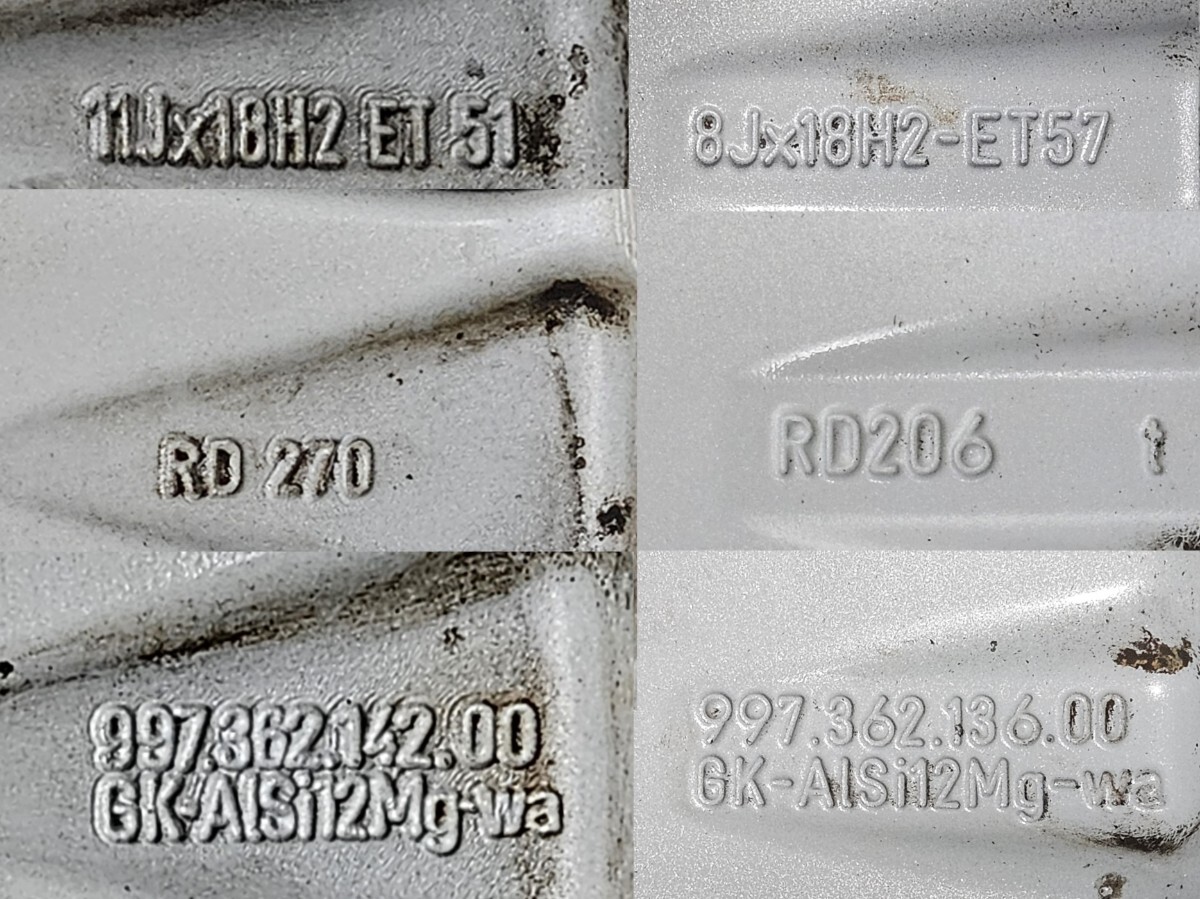 11Jx18H2 ET 51
8Jx18H2-ET57
RD 270
RD206 t
997.362.142.00
GK-AlSi12Mg-wa
997.362.136.00
GK-AlSi12Mg-wa